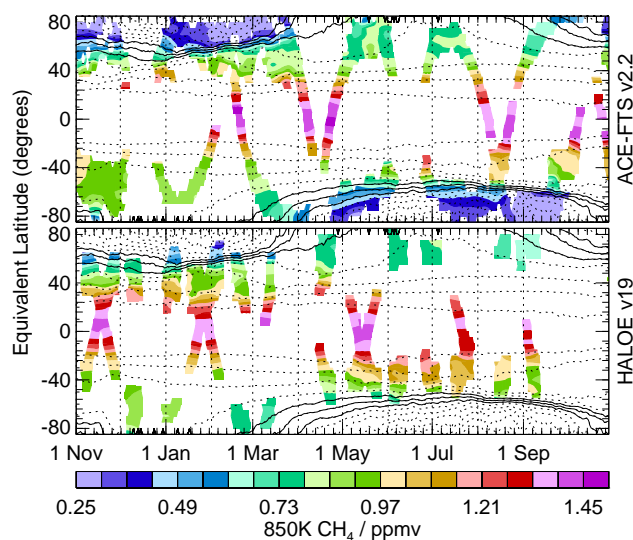 80
40
0
-40
-80
ACE-FTS v2.2
Equivalent Latitude (degrees)
80
40
0
-40
-80
HALOE v19
1 Nov 1 Jan 1 Mar 1 May 1 Jul 1 Sep
0.25 0.49 0.73 0.97 1.21 1.45
850K CH₄ / ppmv